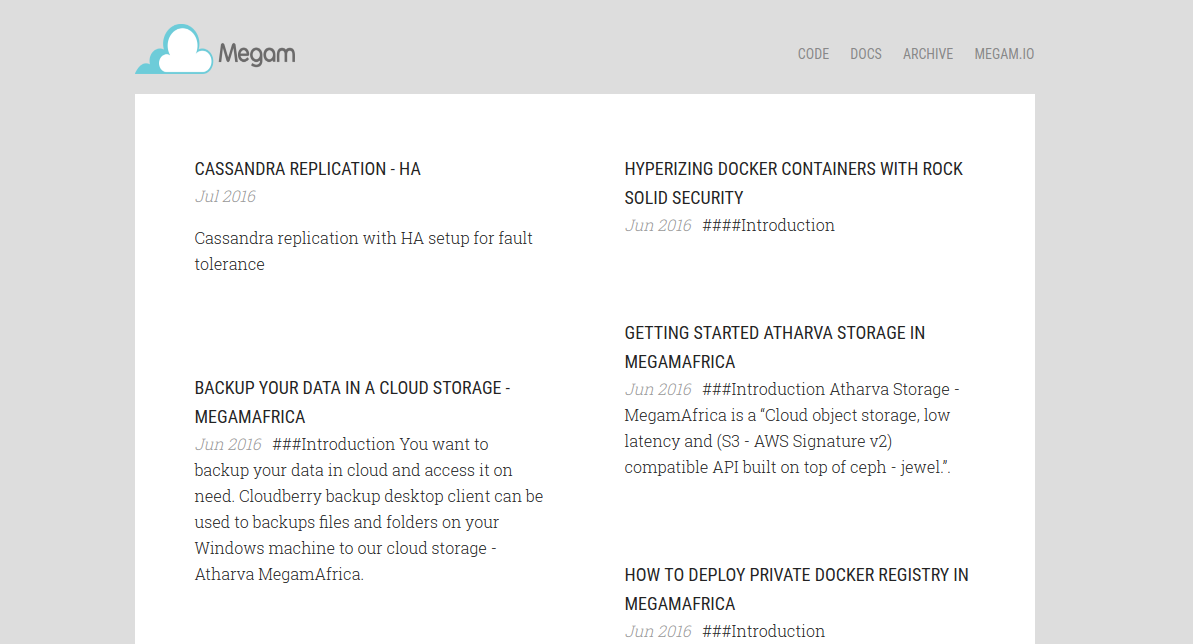 Megam
CODE DOCS ARCHIVE MEGAM.IO
CASSANDRA REPLICATION - HA
Jul 2016
Cassandra replication with HA setup for fault
tolerance
BACKUP YOUR DATA IN A CLOUD STORAGE -
MEGAMAFRICA
Jun 2016 ###Introduction You want to
backup your data in cloud and access it on
need. Cloudberry backup desktop client can be
used to backups files and folders on your
Windows machine to our cloud storage -
Atharva MegamAfrica.
HYPERIZING DOCKER CONTAINERS WITH ROCK
SOLID SECURITY
Jun 2016 ####Introduction
GETTING STARTED ATHARVA STORAGE IN
MEGAMAFRICA
Jun 2016 ###Introduction Atharva Storage -
MegamAfrica is a “Cloud object storage, low
latency and (S3 - AWS Signature v2)
compatible API built on top of ceph - jewel.”.
HOW TO DEPLOY PRIVATE DOCKER REGISTRY IN
MEGAMAFRICA
Jun 2016 ###Introduction